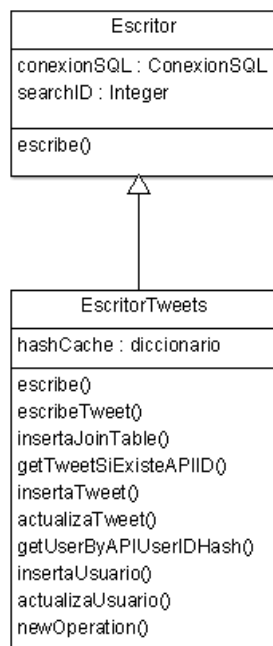 Escritor
conexionSQL : ConexionSQL
searchID : Integer
escribe()
EscritorTweets
hashCache : diccionario
escribe()
escribeTweet()
insertaJoinTable()
getTweetSiExisteAPIID()
insertaTweet()
actualizaTweet()
getUserByAPIUserIDHash()
insertaUsuario()
actualizaUsuario()
newOperation()